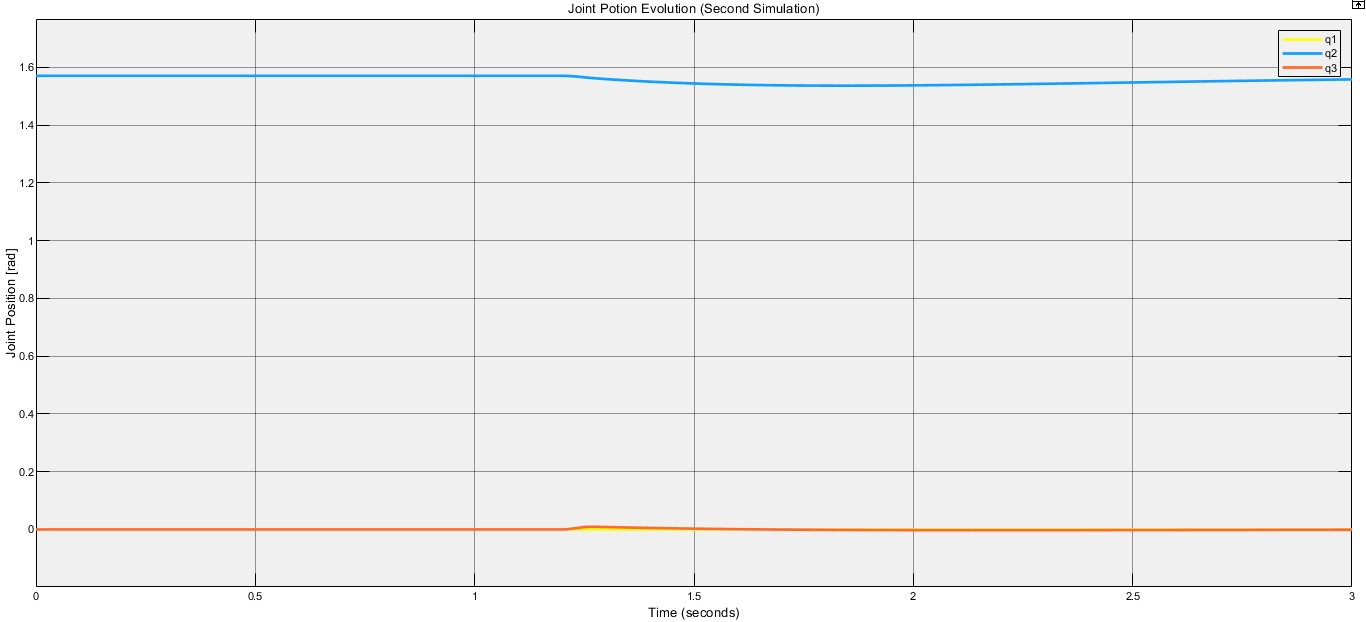 Joint Potion Evolution (Second Simulation)
q1
q2
q3
1.6
1.4
1.2
1
0.8
0.6
0.4
0.2
0
Joint Position [rad]
0
0.5
1
1.5
2
2.5
3
Time (seconds)